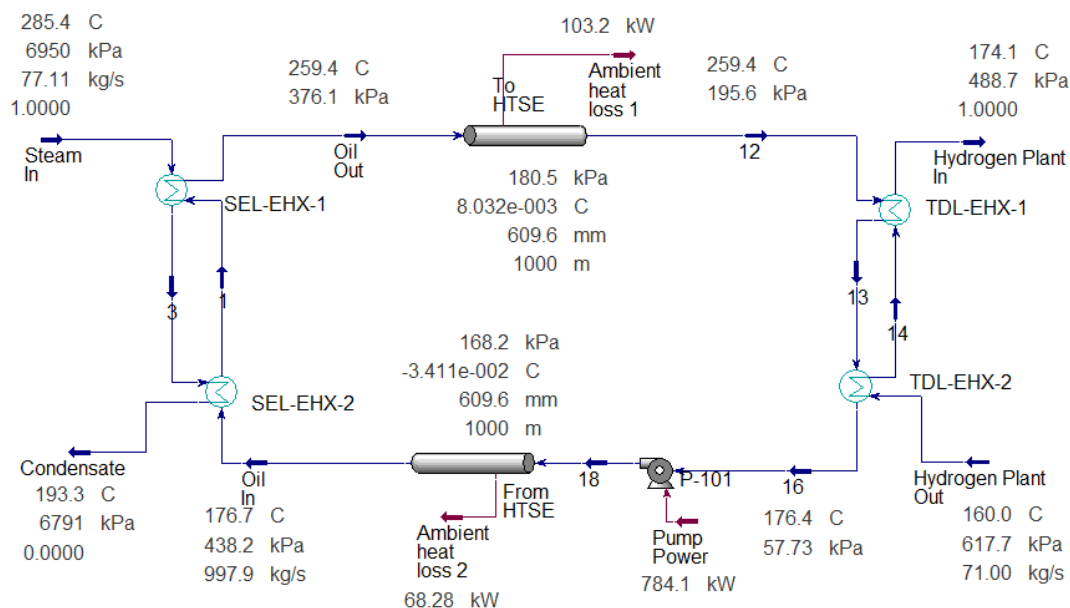 285.4 C
6950 kPa
77.11 kg/s
1.0000
Steam
In
259.4 C
376.1 kPa
Oil
Out
To
HTSE
103.2 kW
Ambient
heat
loss 1
259.4 C
195.6 kPa
12
174.1 C
488.7 kPa
1.0000
Hydrogen Plant
In
SEL-EHX-1
180.5 kPa
8.032e-003 C
609.6 mm
1000 m
TDL-EHX-1
3
1
13
14
168.2 kPa
-3.411e-002 C
609.6 mm
1000 m
SEL-EHX-2
TDL-EHX-2
Condensate
193.3 C
6791 kPa
0.0000
Oil
In
176.7 C
438.2 kPa
997.9 kg/s
From
HTSE
Ambient
heat
loss 2
68.28 kW
18
P-101
Pump
Power
784.1 kW
16
176.4 C
57.73 kPa
Hydrogen Plant
Out
160.0 C
617.7 kPa
71.00 kg/s